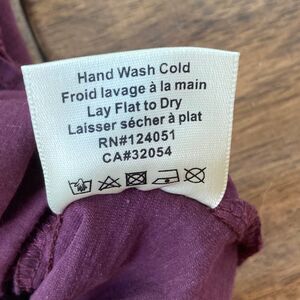 Hand Wash Cold
Froid lavage à la main
Lay Flat to Dry
Laisser sécher à plat
RN#124051
CA#32054